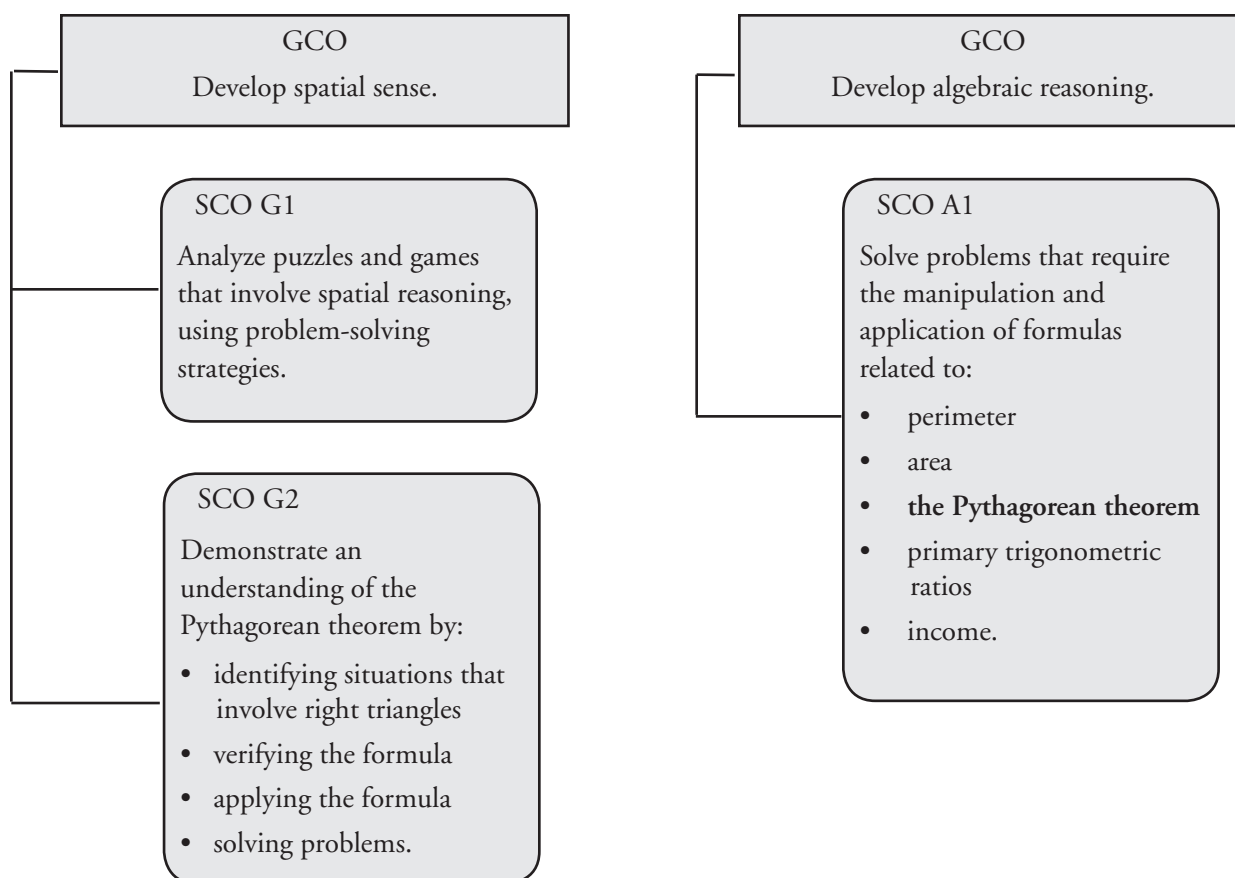 GCO
Develop spatial sense.
SCO G1
Analyze puzzles and games
that involve spatial reasoning,
using problem-solving
strategies.
SCO G2
Demonstrate an
understanding of the
Pythagorean theorem by:
• identifying situations that
involve right triangles
• verifying the formula
• applying the formula
• solving problems.
GCO
Develop algebraic reasoning.
SCO A1
Solve problems that require
the manipulation and
application of formulas
related to:
• perimeter
• area
• the Pythagorean theorem
• primary trigonometric
ratios
• income.